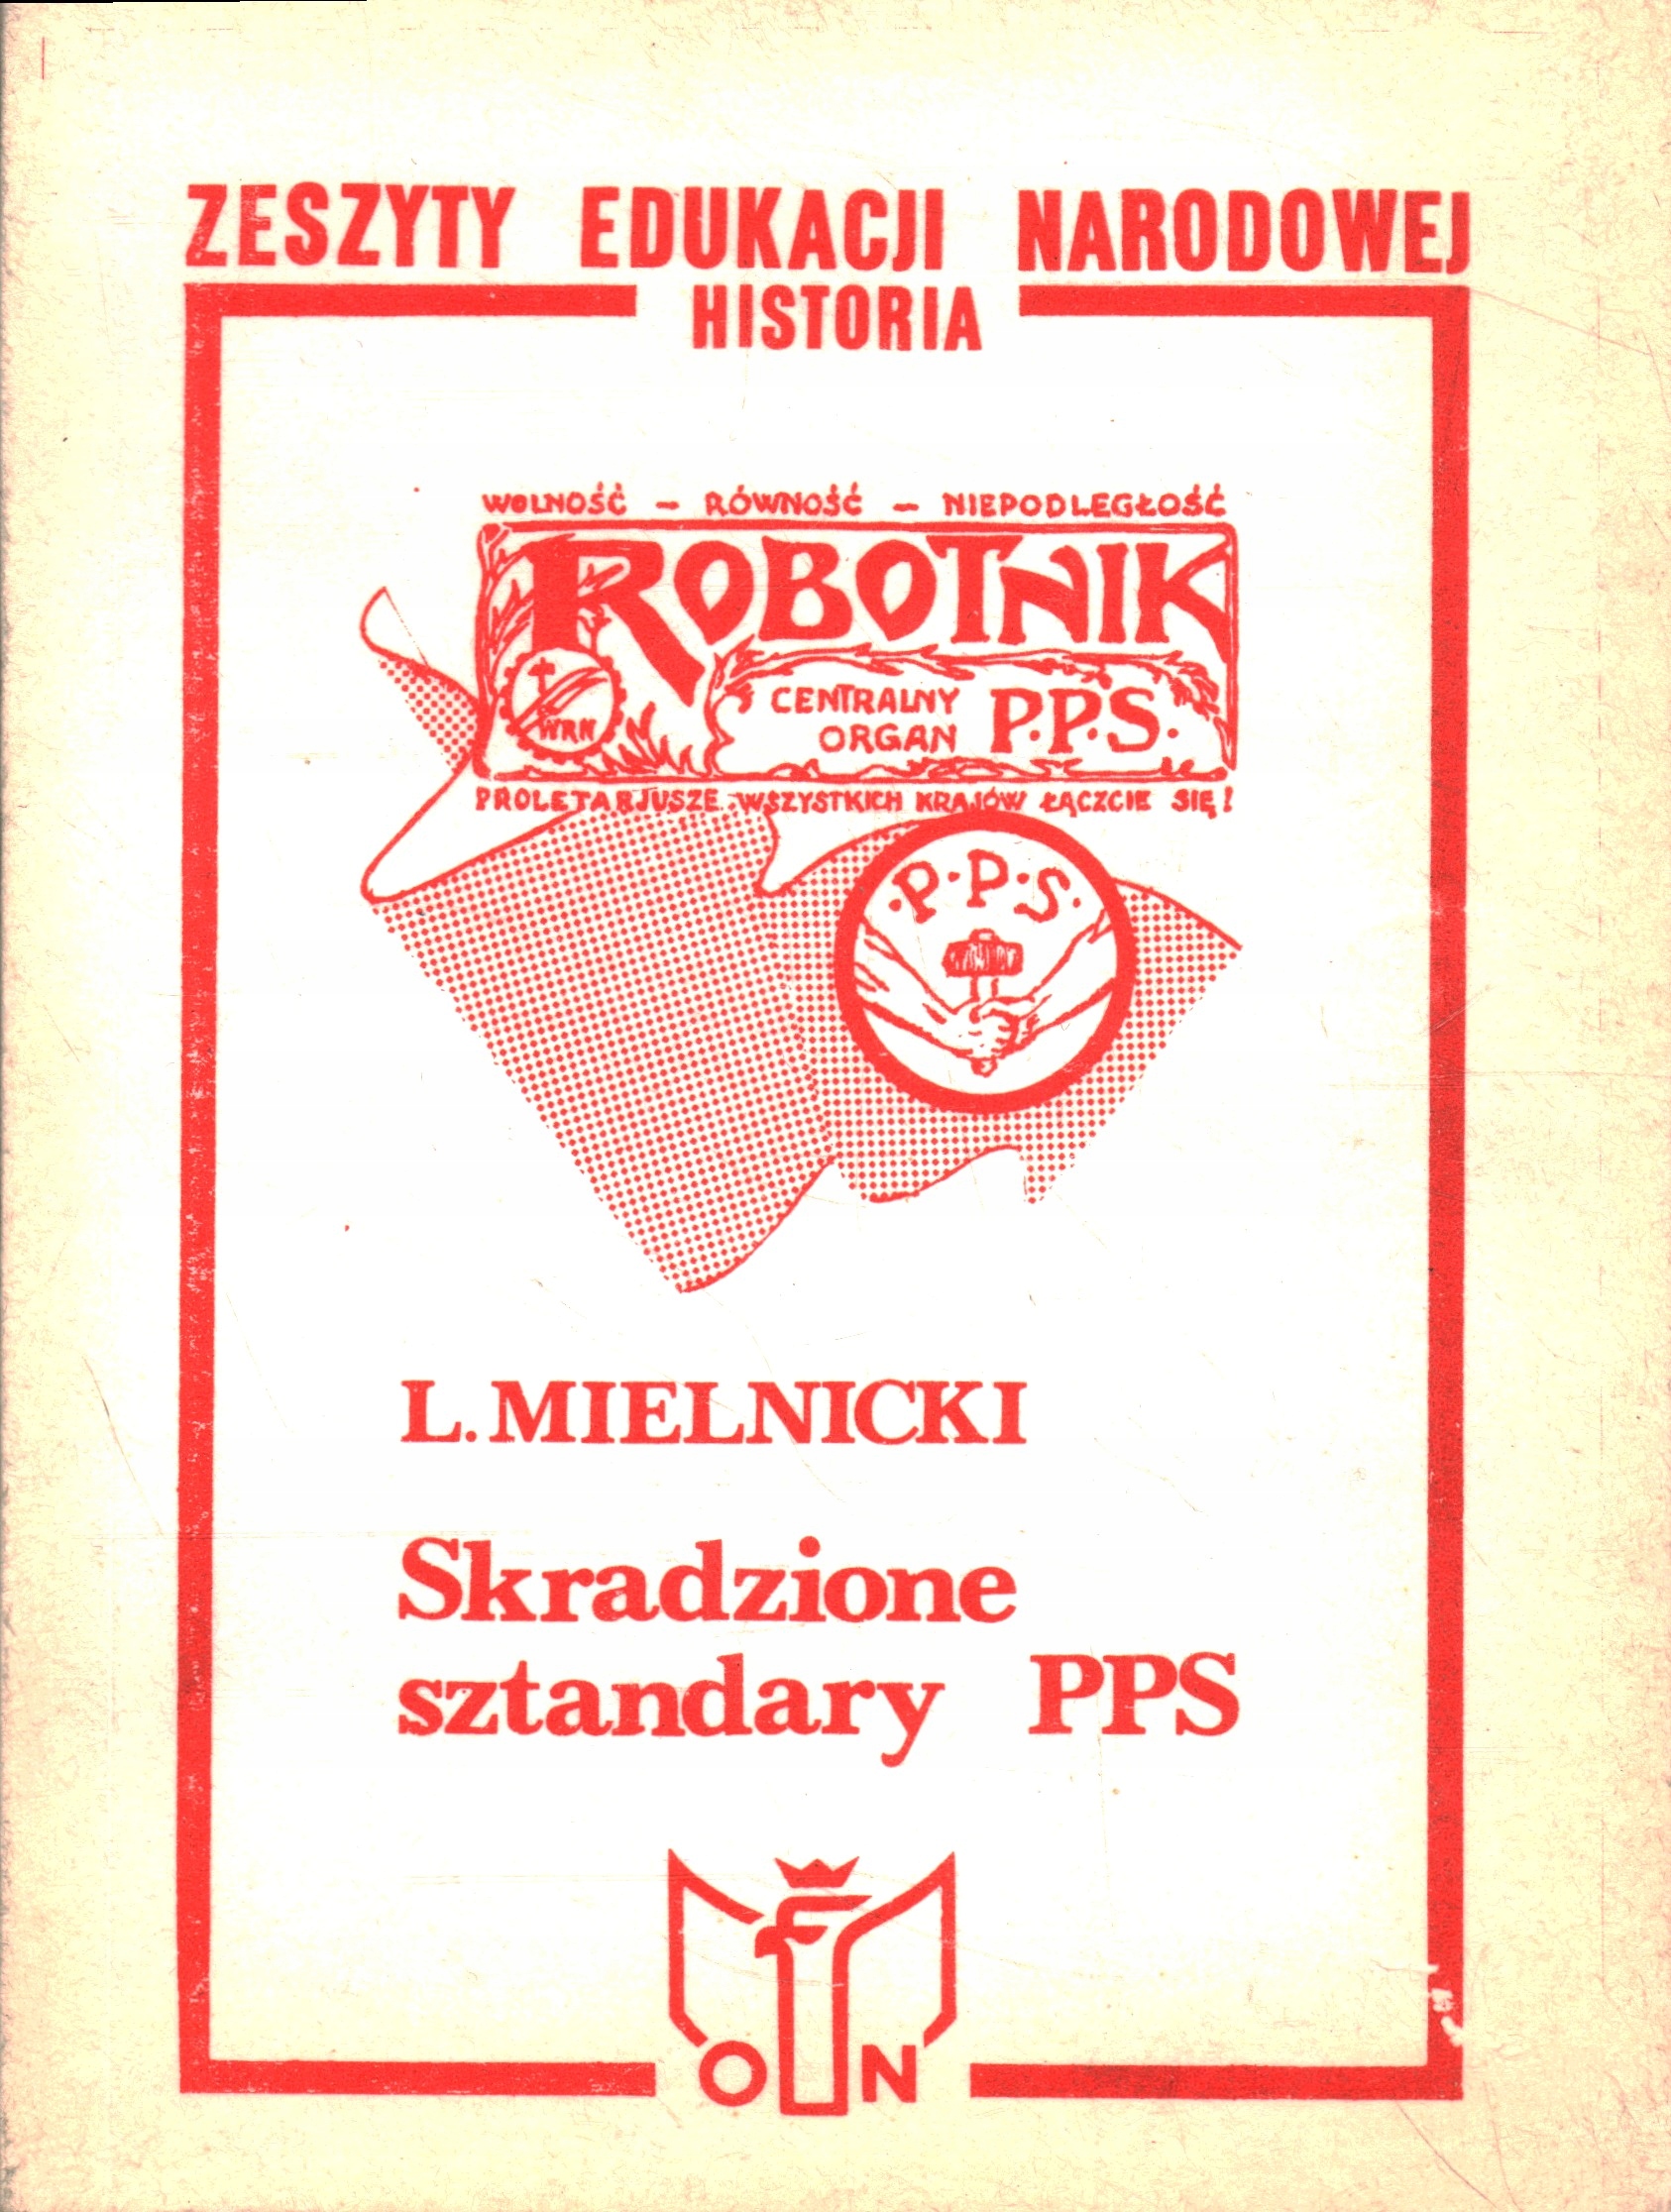 ZESZYTY EDUKACJI NARODOWEJ
HISTORIA
WOLNOŚĆ – RÓWNOŚĆ – NIEPODLEGŁOŚĆ
ROBOTNIK
WRN
CENTRALNY
ORGAN P.P.S.
PROLETARJUSZE WSZYSTKICH KRAJÓW ŁĄCZCIE SIĘ!
·P·P·S·
L. MIELNICKI
Skradzione
sztandary PPS
O N